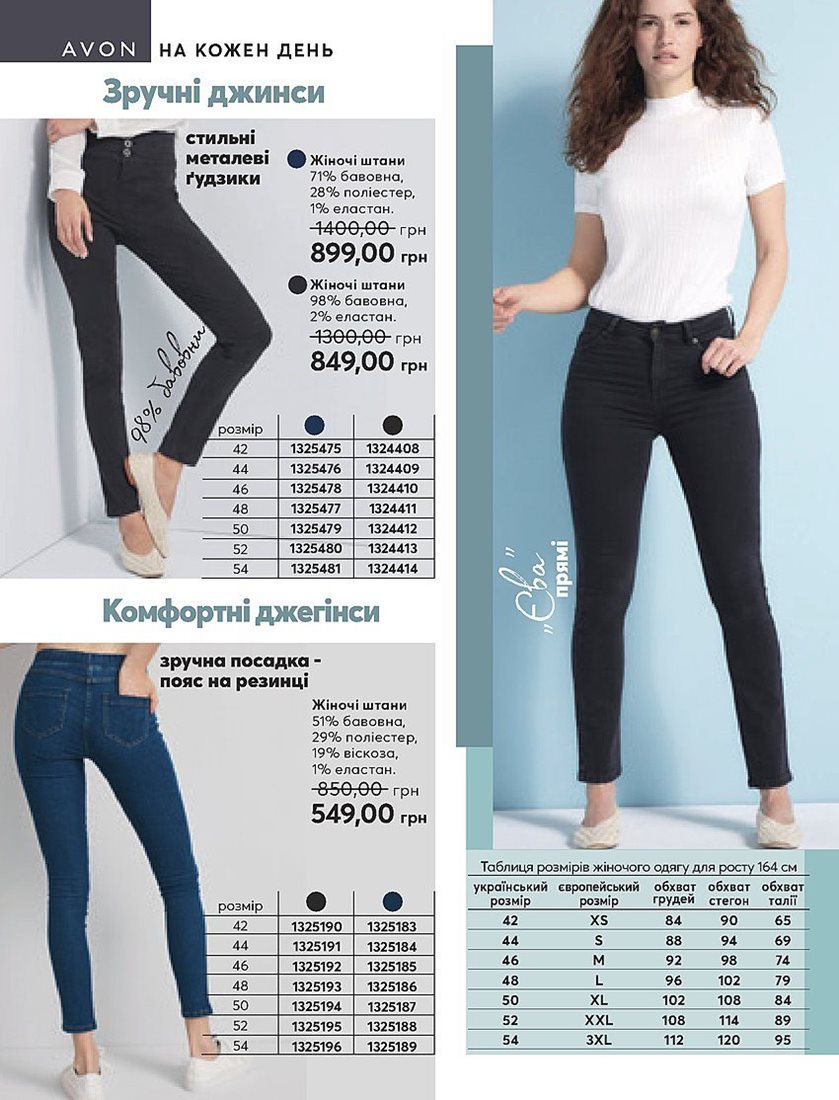 AVON НА КОЖЕН ДЕНЬ
Зручні джинси
стильні
металеві
ґудзики
Жіночі штани
71% бавовна,
28% поліестер,
1% еластан.
1400,00 грн
899,00 грн
Жіночі штани
98% бавовна,
2% еластан.
1300,00 грн
849,00 грн
98% бавовни
розмір
42 1325475 1324408
44 1325476 1324409
46 1325478 1324410
48 1325477 1324411
50 1325479 1324412
52 1325480 1324413
54 1325481 1324414
Комфортні джегінси
зручна посадка -
пояс на резинці
Жіночі штани
51% бавовна,
29% поліестер,
19% віскоза,
1% еластан.
850,00 грн
549,00 грн
розмір
42 1325190 1325183
44 1325191 1325184
46 1325192 1325185
48 1325193 1325186
50 1325194 1325187
52 1325195 1325188
54 1325196 1325189
„Єва”
прямі
Таблиця розмірів жіночого одягу для росту 164 см
український європейський обхват обхват обхват
розмір розмір грудей стегон талії
42 XS 84 90 65
44 S 88 94 69
46 M 92 98 74
48 L 96 102 79
50 XL 102 108 84
52 XXL 108 114 89
54 3XL 112 120 95